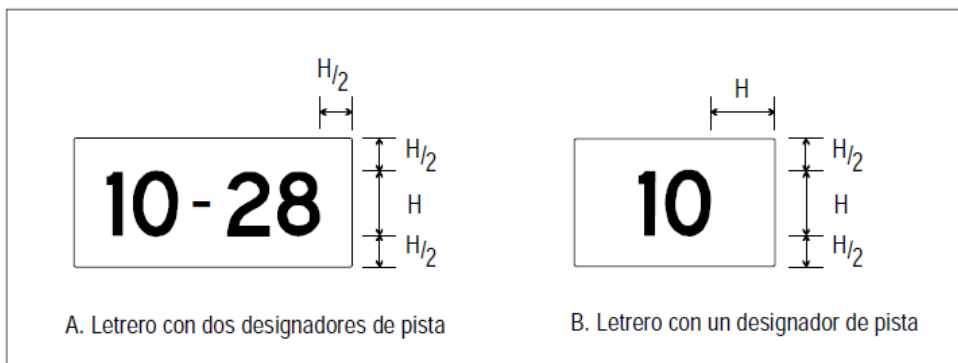 H/2
H
H/2
H
H/2
10 - 28
H/2
H
H/2
10
A. Letrero con dos designadores de pista
B. Letrero con un designador de pista